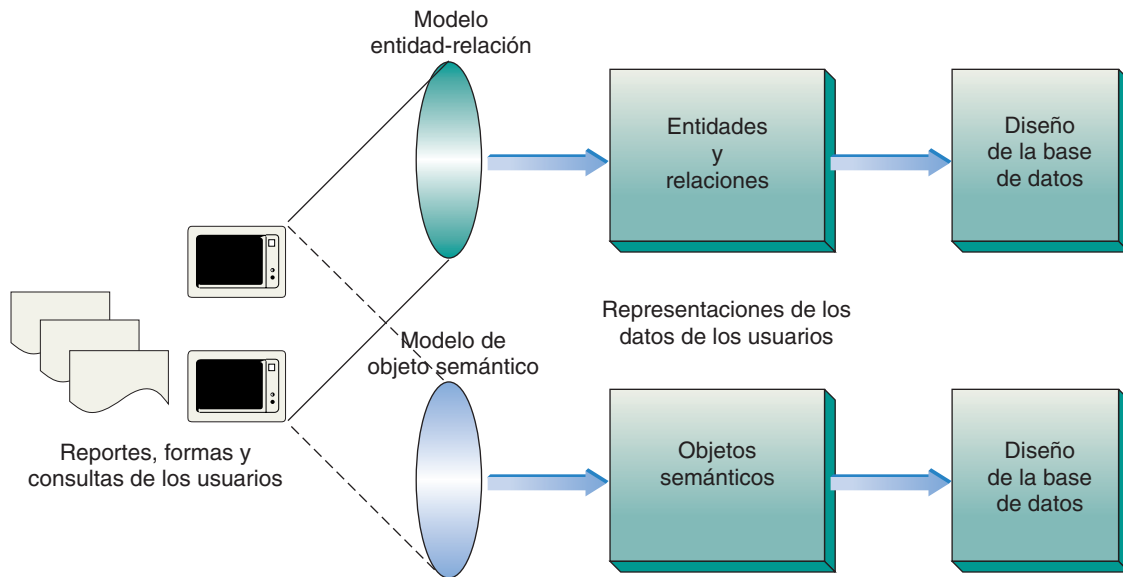 Modelo
entidad-relación
Entidades
y
relaciones
Diseño
de la base
de datos
Representaciones de los
datos de los usuarios
Modelo de
objeto semántico
Reportes, formas y
consultas de los usuarios
Objetos
semánticos
Diseño
de la base
de datos